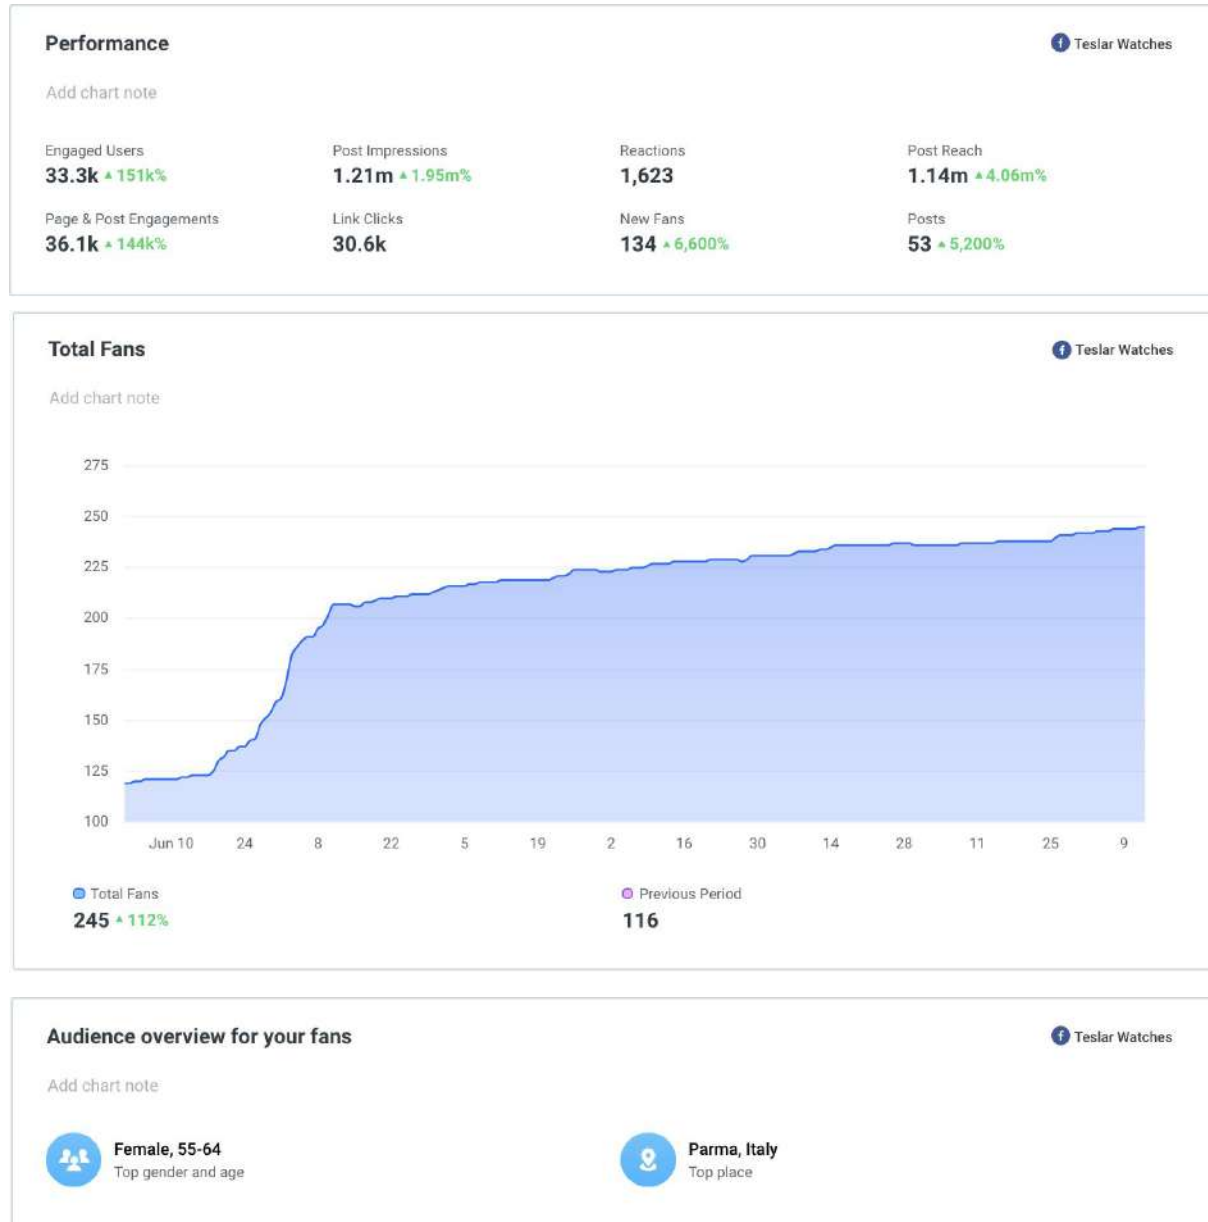 Performance
Teslar Watches
Add chart note
Engaged Users
Post Impressions
Reactions
Post Reach
33.3k ▲ 151k%
1.21m ▲ 1.95m%
1,623
1.14m ▲ 4.06m%
Page & Post Engagements
Link Clicks
New Fans
Posts
36.1k ▲ 144k%
30.6k
134 ▲ 6,600%
53 ▲ 5,200%
Total Fans
Teslar Watches
Add chart note
275
250
225
200
175
150
125
100
Jun 10 24 8 22 5 19 2 16 30 14 28 11 25 9
Total Fans
245 ▲ 112%
Previous Period
116
Audience overview for your fans
Teslar Watches
Add chart note
Female, 55-64
Top gender and age
Parma, Italy
Top place